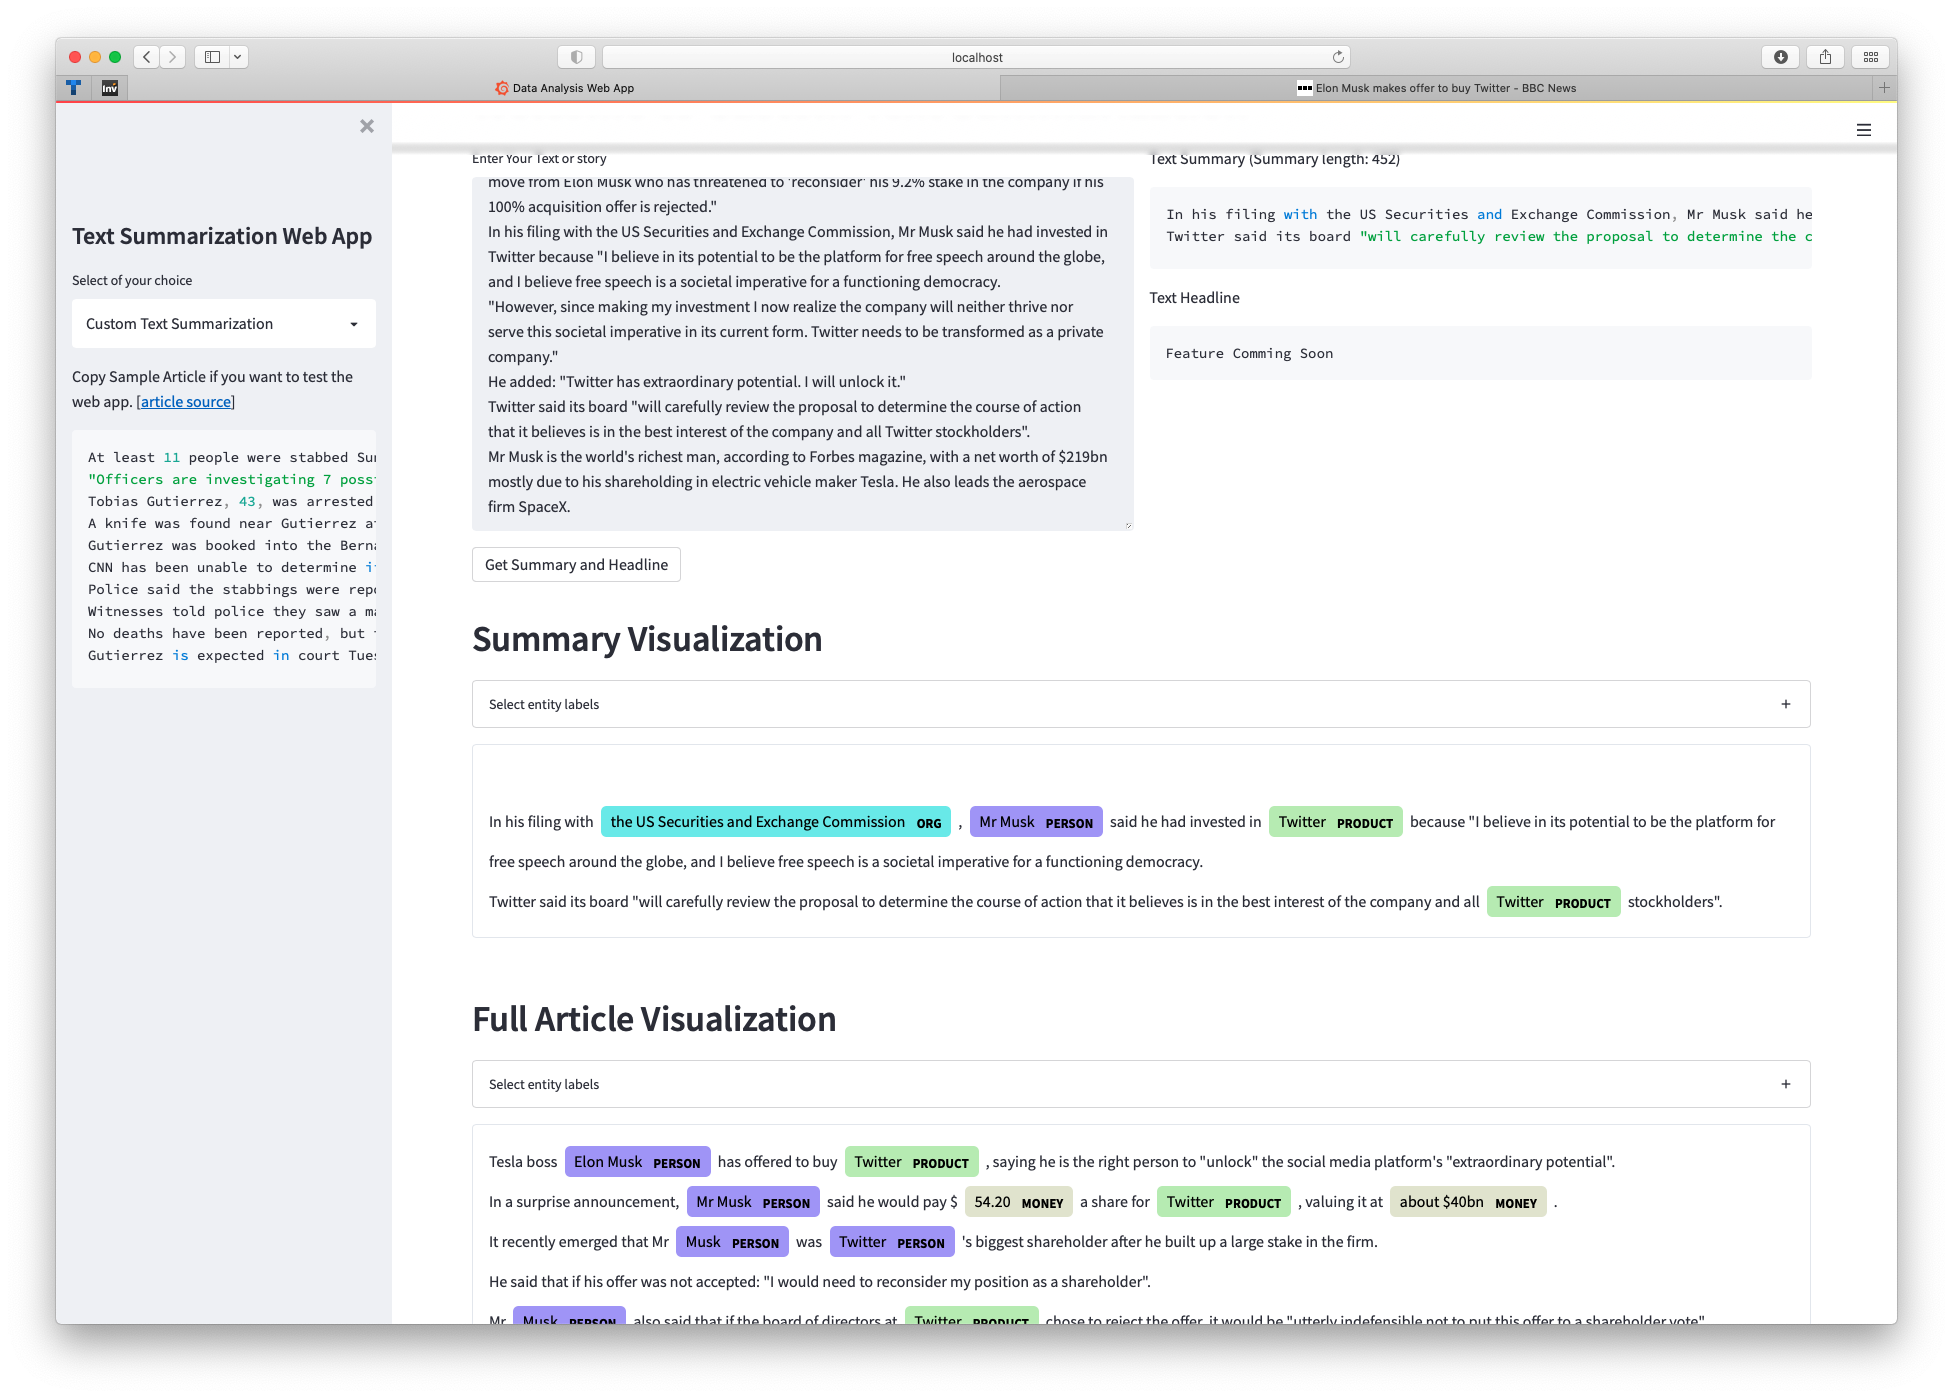 localhost
Inv
Data Analysis Web App
Elon Musk makes offer to buy Twitter - BBC News
Text Summarization Web App
Select of your choice
Custom Text Summarization
Copy Sample Article if you want to test the
web app. [article source]
At least 11 people were stabbed Sun
"Officers are investigating 7 poss
Tobias Gutierrez, 43, was arrested
A knife was found near Gutierrez a
Gutierrez was booked into the Berna
CNN has been unable to determine i
Police said the stabbings were repo
Witnesses told police they saw a ma
No deaths have been reported, but
Gutierrez is expected in court Tues
Enter Your Text or story
move from Elon Musk who has threatened to 'reconsider' his 9.2% stake in the company if his
100% acquisition offer is rejected."
In his filing with the US Securities and Exchange Commission, Mr Musk said he had invested in
Twitter because "I believe in its potential to be the platform for free speech around the globe,
and I believe free speech is a societal imperative for a functioning democracy.
"However, since making my investment I now realize the company will neither thrive nor
serve this societal imperative in its current form. Twitter needs to be transformed as a private
company."
He added: "Twitter has extraordinary potential. I will unlock it."
Twitter said its board "will carefully review the proposal to determine the course of action
that it believes is in the best interest of the company and all Twitter stockholders".
Mr Musk is the world's richest man, according to Forbes magazine, with a net worth of $219bn
mostly due to his shareholding in electric vehicle maker Tesla. He also leads the aerospace
firm SpaceX.
Get Summary and Headline
Text Summary (Summary length: 452)
In his filing with the US Securities and Exchange Commission, Mr Musk said he
Twitter said its board "will carefully review the proposal to determine the c
Text Headline
Feature Comming Soon
Summary Visualization
Select entity labels
In his filing with the US Securities and Exchange Commission ORG , Mr Musk PERSON said he had invested in Twitter PRODUCT because "I believe in its potential to be the platform for
free speech around the globe, and I believe free speech is a societal imperative for a functioning democracy.
Twitter said its board "will carefully review the proposal to determine the course of action that it believes is in the best interest of the company and all Twitter PRODUCT stockholders".
Full Article Visualization
Select entity labels
Tesla boss Elon Musk PERSON has offered to buy Twitter PRODUCT , saying he is the right person to "unlock" the social media platform's "extraordinary potential".
In a surprise announcement, Mr Musk PERSON said he would pay $ 54.20 MONEY a share for Twitter PRODUCT , valuing it at about $40bn MONEY .
It recently emerged that Mr Musk PERSON was Twitter PERSON 's biggest shareholder after he built up a large stake in the firm.
He said that if his offer was not accepted: "I would need to reconsider my position as a shareholder".
Mr Musk PERSON also said that if the board of directors at Twitter PRODUCT chose to reject the offer, it would be "utterly indefensible not to put this offer to a shareholder vote"